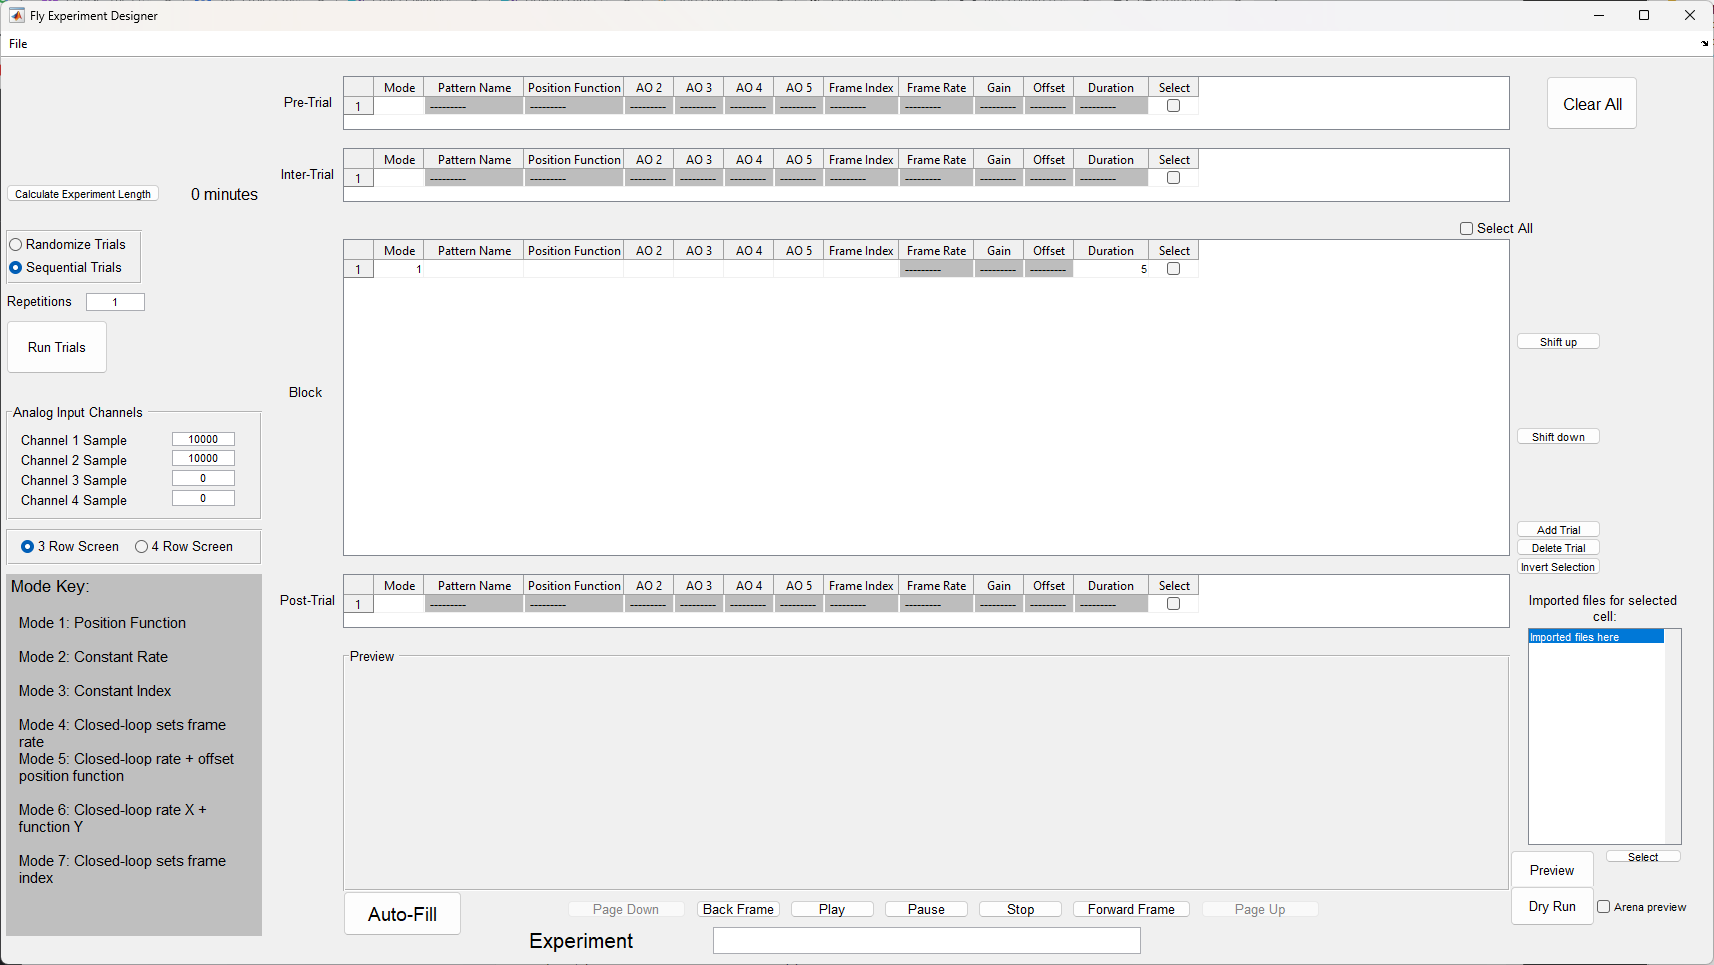 Fly Experiment Designer
File
Pre-Trial
Mode Pattern Name Position Function AO 2 AO 3 AO 4 AO 5 Frame Index Frame Rate Gain Offset Duration Select
1 --------- --------- --------- --------- --------- --------- --------- --------- --------- --------- ---------
Clear All
Inter-Trial
Mode Pattern Name Position Function AO 2 AO 3 AO 4 AO 5 Frame Index Frame Rate Gain Offset Duration Select
1 --------- --------- --------- --------- --------- --------- --------- --------- --------- --------- ---------
Calculate Experiment Length 0 minutes
Select All
Randomize Trials
Sequential Trials
Repetitions 1
Run Trials
Block
Mode Pattern Name Position Function AO 2 AO 3 AO 4 AO 5 Frame Index Frame Rate Gain Offset Duration Select
1 1 --------- --------- --------- 5
Shift up
Shift down
Add Trial
Delete Trial
Invert Selection
Analog Input Channels
Channel 1 Sample 10000
Channel 2 Sample 10000
Channel 3 Sample 0
Channel 4 Sample 0
3 Row Screen 4 Row Screen
Mode Key:
Mode 1: Position Function
Mode 2: Constant Rate
Mode 3: Constant Index
Mode 4: Closed-loop sets frame
rate
Mode 5: Closed-loop rate + offset
position function
Mode 6: Closed-loop rate X +
function Y
Mode 7: Closed-loop sets frame
index
Post-Trial
Mode Pattern Name Position Function AO 2 AO 3 AO 4 AO 5 Frame Index Frame Rate Gain Offset Duration Select
1 --------- --------- --------- --------- --------- --------- --------- --------- --------- --------- ---------
Imported files for selected
cell:
Imported files here
Select
Preview
Auto-Fill
Page Down Back Frame Play Pause Stop Forward Frame Page Up
Preview
Dry Run Arena preview
Experiment